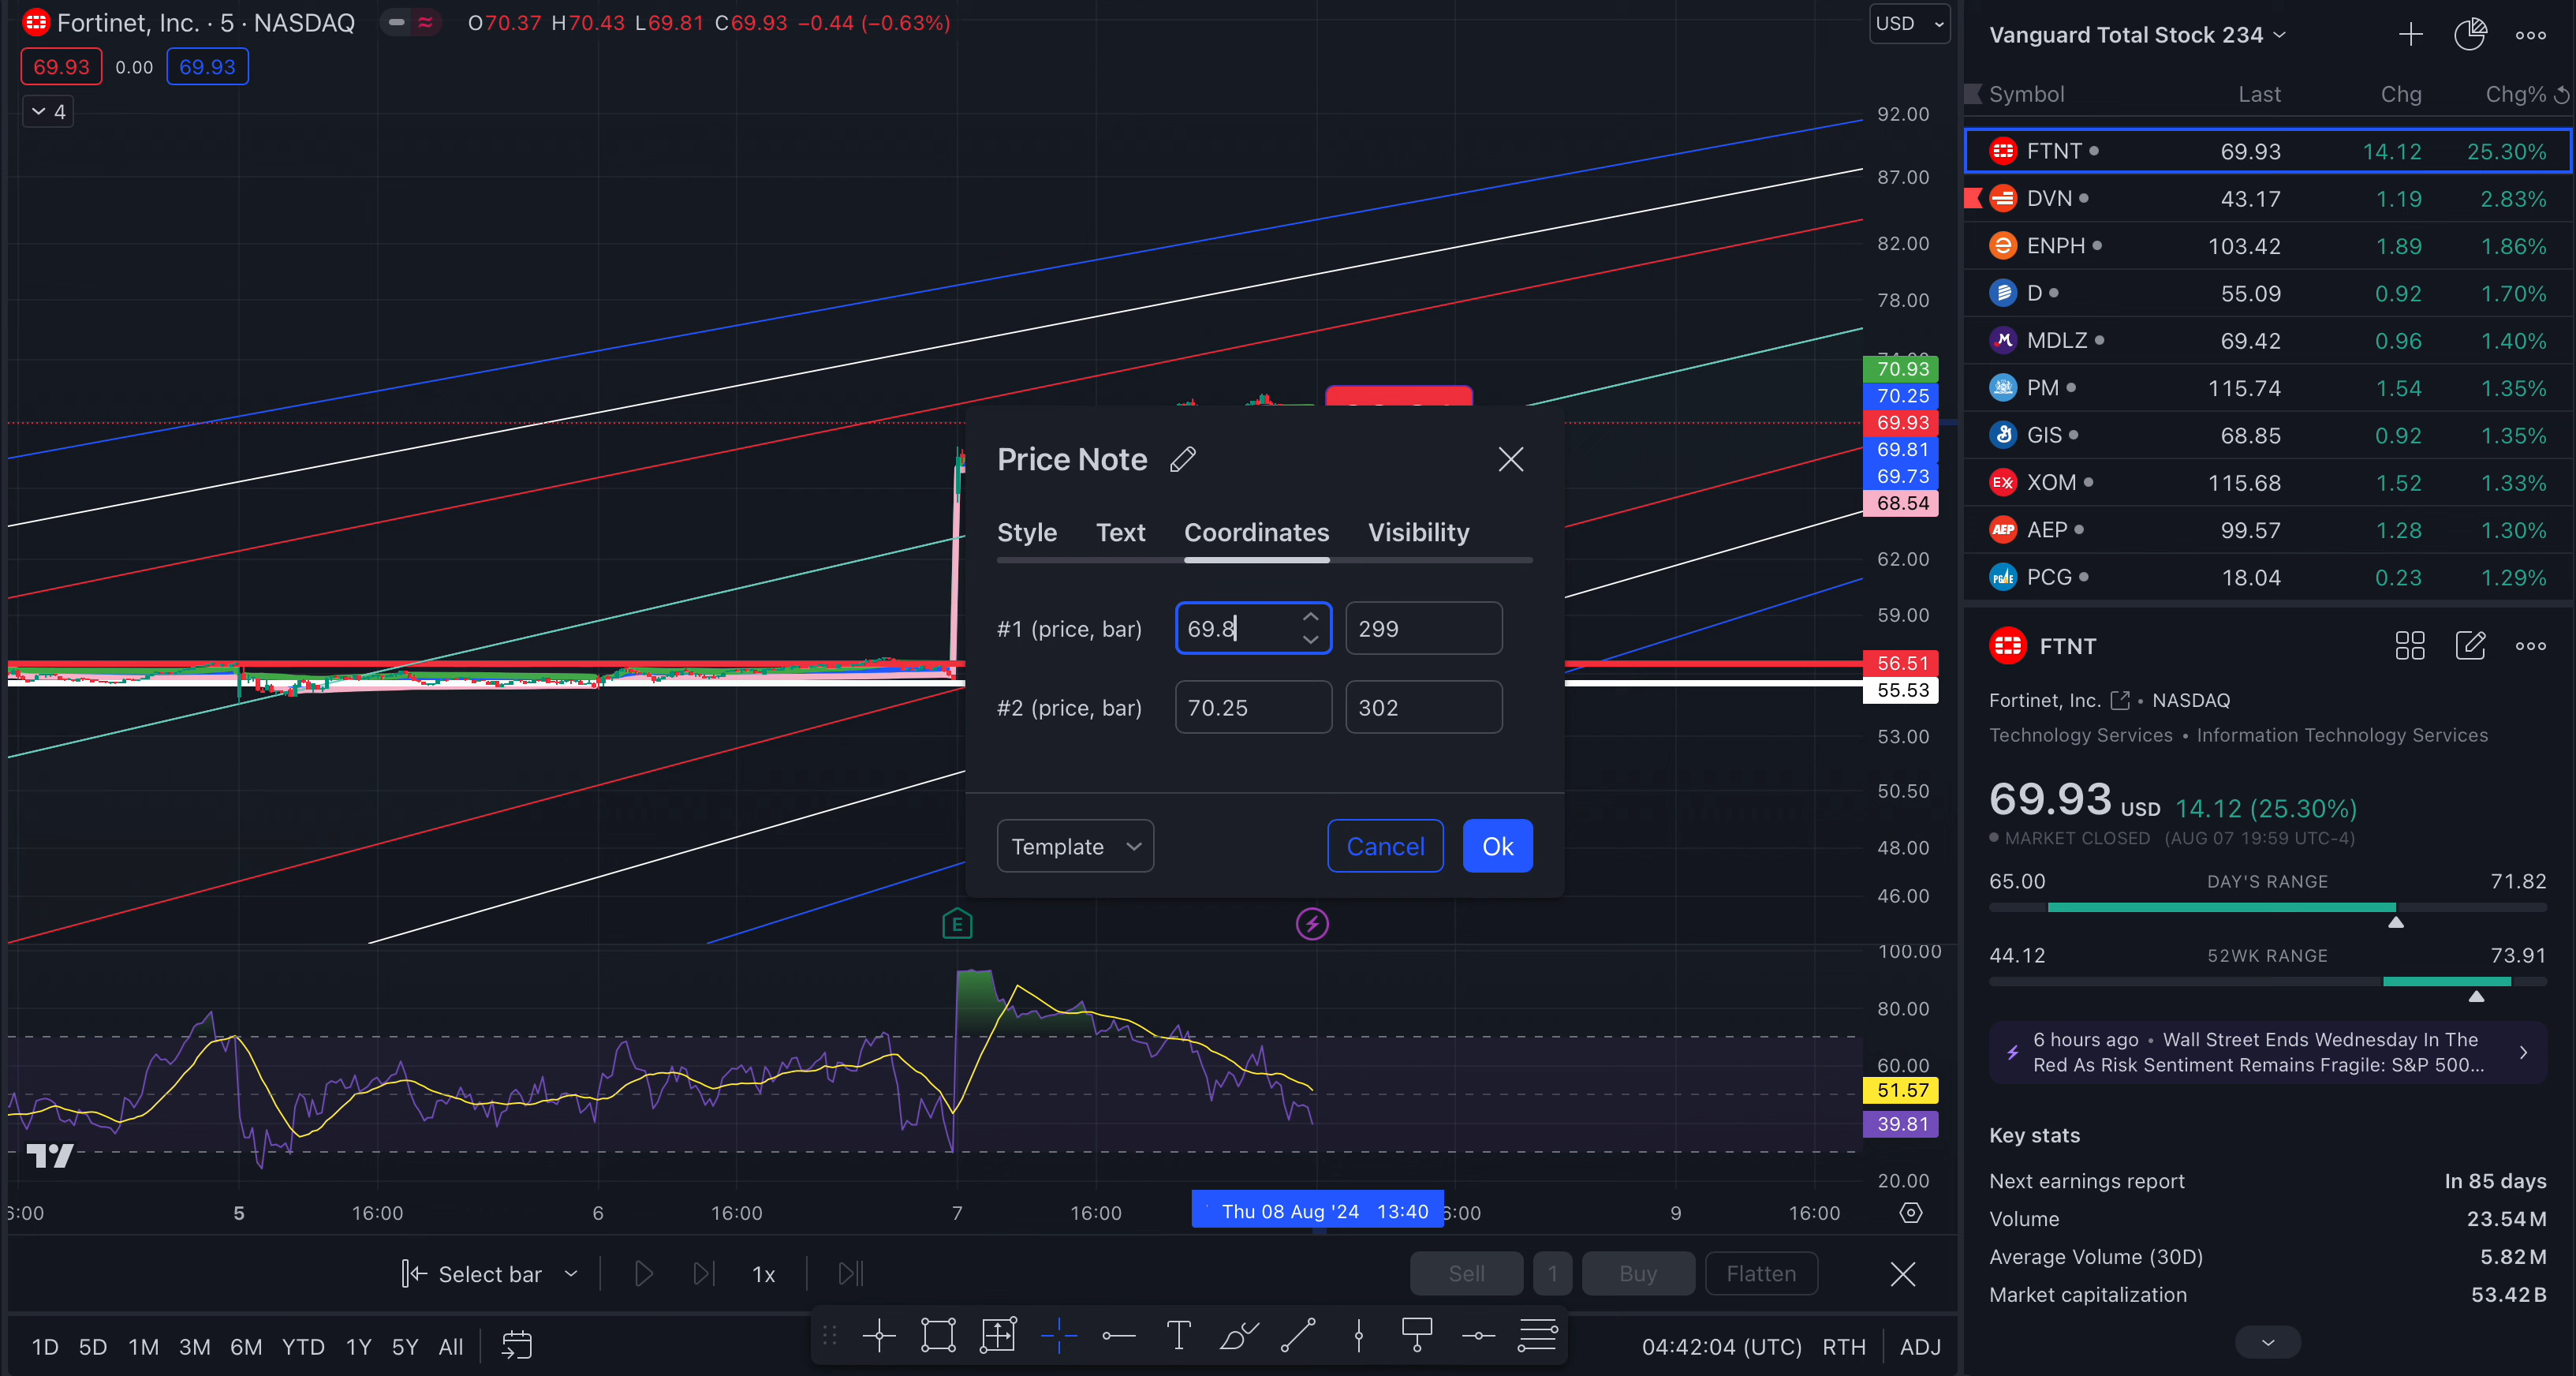 Fortinet, Inc. · 5 · NASDAQ O70.37 H70.43 L69.81 C69.93 −0.44 (−0.63%)
69.93 0.00 69.93
4
USD
92.00
87.00
82.00
78.00
70.93
70.25
69.93
69.81
69.73
68.54
62.00
59.00
56.51
55.53
53.00
50.50
48.00
46.00
100.00
80.00
60.00
51.57
39.81
20.00
Price Note
Style Text Coordinates Visibility
#1 (price, bar) 69.8 299
#2 (price, bar) 70.25 302
Template Cancel Ok
E
5 16:00 6 16:00 7 16:00 Thu 08 Aug '24 13:40 9 16:00
Select bar 1x Sell 1 Buy Flatten
1D 5D 1M 3M 6M YTD 1Y 5Y All 04:42:04 (UTC) RTH ADJ
Vanguard Total Stock 234
Symbol Last Chg Chg%
FTNT 69.93 14.12 25.30%
DVN 43.17 1.19 2.83%
ENPH 103.42 1.89 1.86%
D 55.09 0.92 1.70%
MDLZ 69.42 0.96 1.40%
PM 115.74 1.54 1.35%
GIS 68.85 0.92 1.35%
XOM 115.68 1.52 1.33%
AEP AEP 99.57 1.28 1.30%
PCG 18.04 0.23 1.29%
FTNT
Fortinet, Inc. • NASDAQ
Technology Services • Information Technology Services
69.93 USD 14.12 (25.30%)
MARKET CLOSED (AUG 07 19:59 UTC-4)
65.00 DAY'S RANGE 71.82
44.12 52WK RANGE 73.91
6 hours ago • Wall Street Ends Wednesday In The
Red As Risk Sentiment Remains Fragile: S&P 500...
Key stats
Next earnings report In 85 days
Volume 23.54M
Average Volume (30D) 5.82M
Market capitalization 53.42B